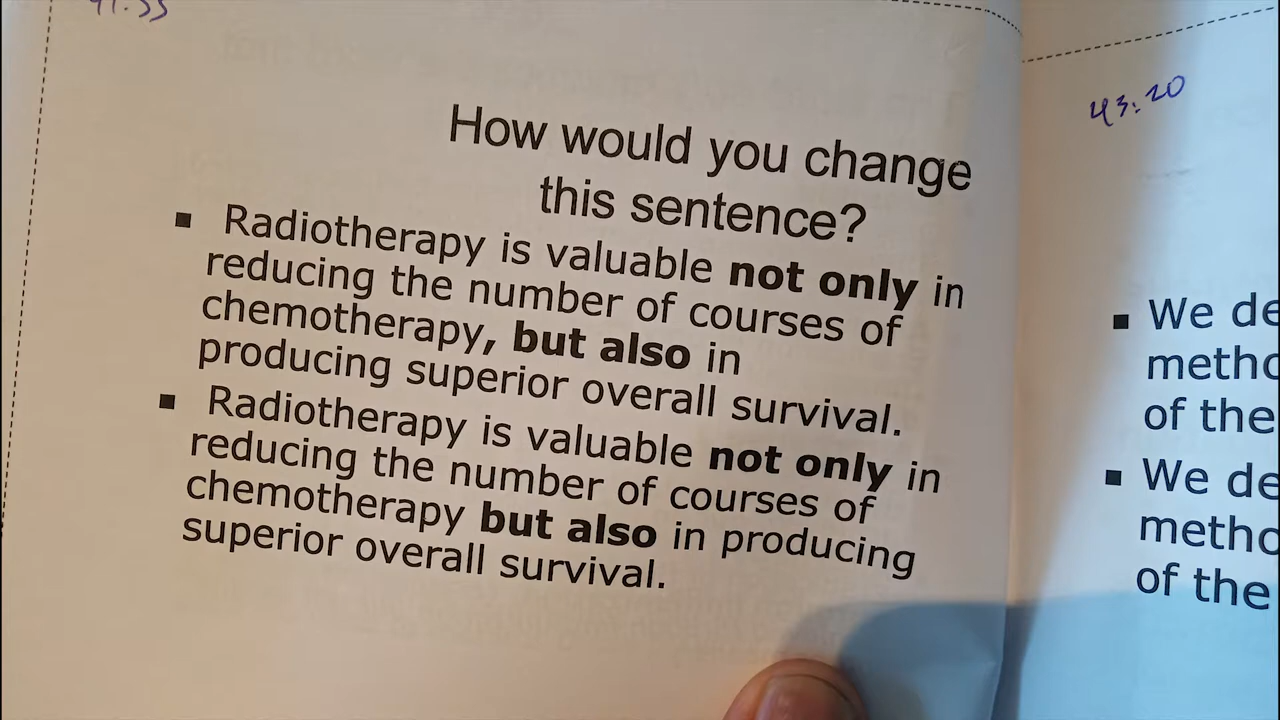 How would you change
this sentence?
▪ Radiotherapy is valuable not only in
reducing the number of courses of
chemotherapy, but also in
producing superior overall survival.
▪ Radiotherapy is valuable not only in
reducing the number of courses of
chemotherapy but also in producing
superior overall survival.
43:20
▪ We de
metho
of the
▪ We de
metho
of the